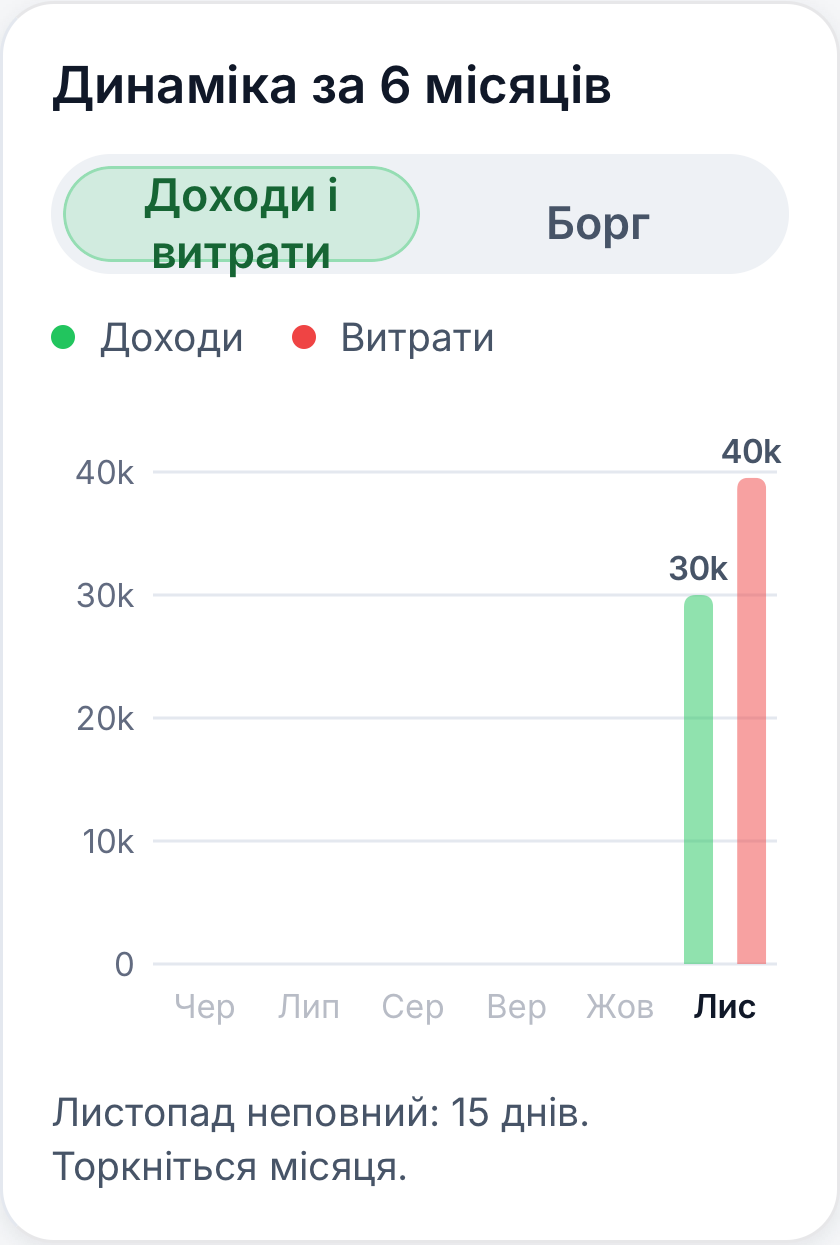 Динаміка за 6 місяців
Доходи і
витрати
Борг
Доходи
Витрати
40k
40k
30k
30k
20k
10k
0
Чер Лип Сер Вер Жов Лис
Листопад неповний: 15 днів.
Торкніться місяця.